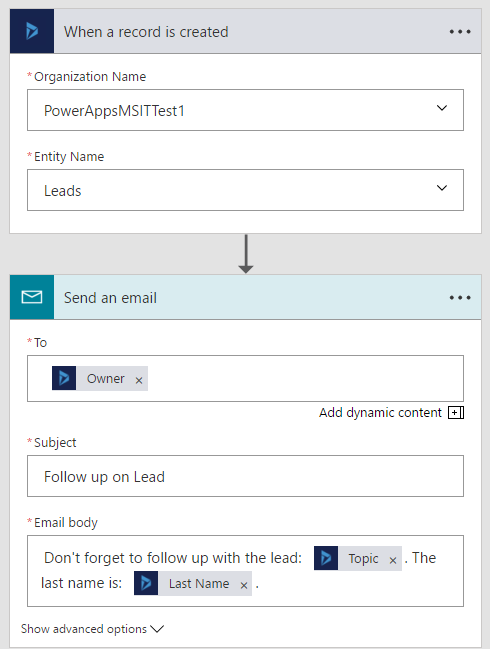 When a record is created
* Organization Name
PowerAppsMSITTest1
* Entity Name
Leads
Send an email
* To
Owner ×
Add dynamic content
* Subject
Follow up on Lead
* Email body
Don't forget to follow up with the lead: Topic × . The
last name is: Last Name × .
Show advanced options